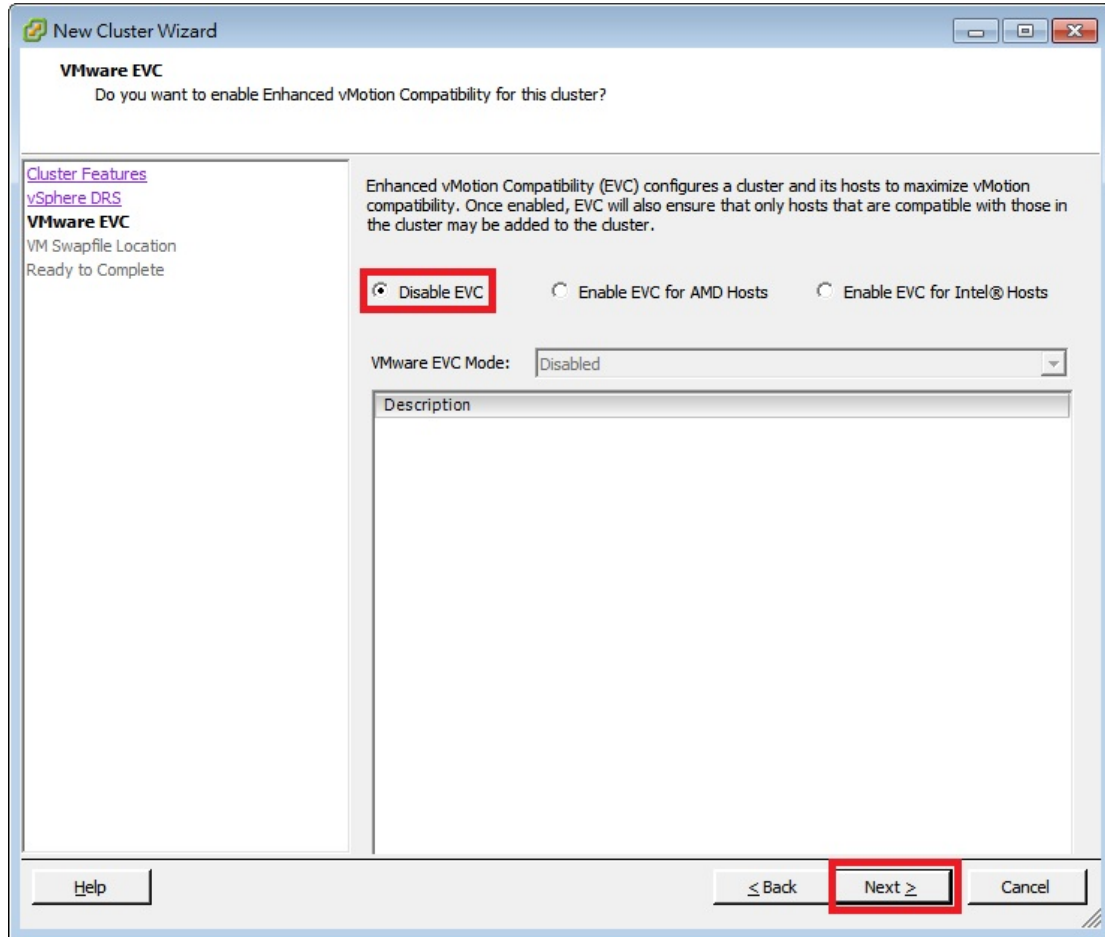 New Cluster Wizard
VMware EVC
Do you want to enable Enhanced vMotion Compatibility for this cluster?
Cluster Features
vSphere DRS
VMware EVC
VM Swapfile Location
Ready to Complete
Enhanced vMotion Compatibility (EVC) configures a cluster and its hosts to maximize vMotion
compatibility. Once enabled, EVC will also ensure that only hosts that are compatible with those in
the cluster may be added to the cluster.
Disable EVC
Enable EVC for AMD Hosts
Enable EVC for Intel® Hosts
VMware EVC Mode:
Disabled
Description
Help
< Back
Next >
Cancel